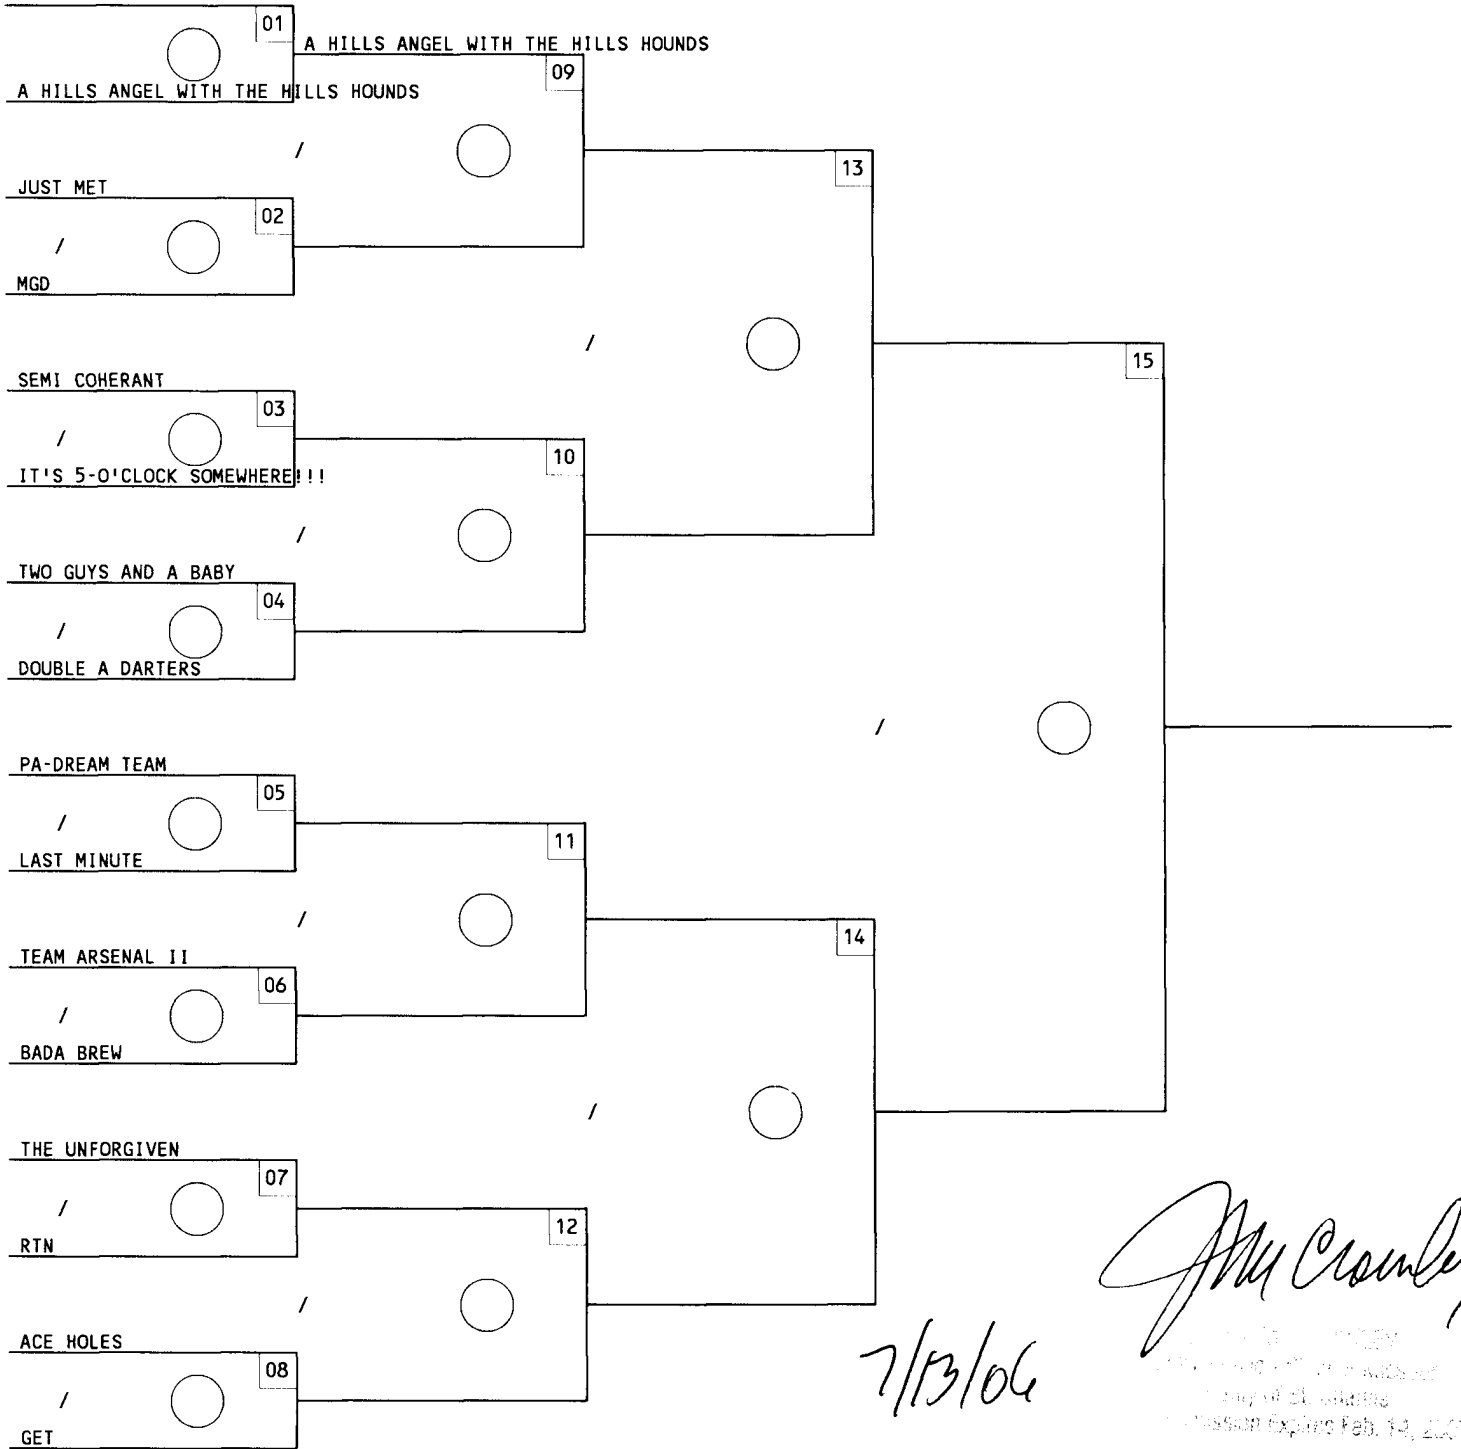 01
A HILLS ANGEL WITH THE HILLS HOUNDS
09
A HILLS ANGEL WITH THE HILLS HOUNDS
/
13
JUST MET
02
/
MGD
/
15
SEMI COHERANT
03
/
10
IT'S 5-O'CLOCK SOMEWHERE!!!
/
TWO GUYS AND A BABY
04
/
DOUBLE A DARTERS
/
PA-DREAM TEAM
05
/
11
LAST MINUTE
/
14
TEAM ARSENAL II
06
/
BADA BREW
/
THE UNFORGIVEN
07
/
12
RTN
/
ACE HOLES
08
/
GET
7/13/06
Expires Feb. 14,